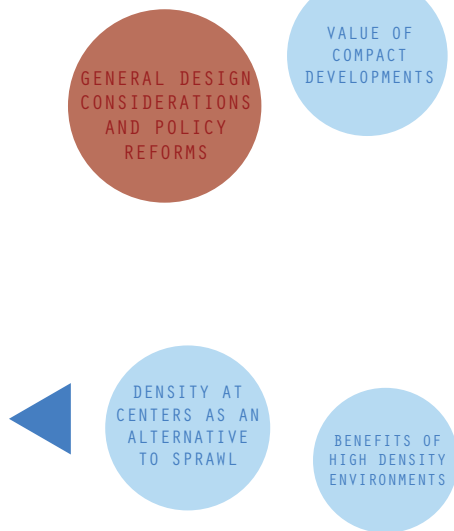 GENERAL DESIGN
CONSIDERATIONS
AND POLICY
REFORMS
VALUE OF
COMPACT
DEVELOPMENTS
DENSITY AT
CENTERS AS AN
ALTERNATIVE
TO SPRAWL
BENEFITS OF
HIGH DENSITY
ENVIRONMENTS